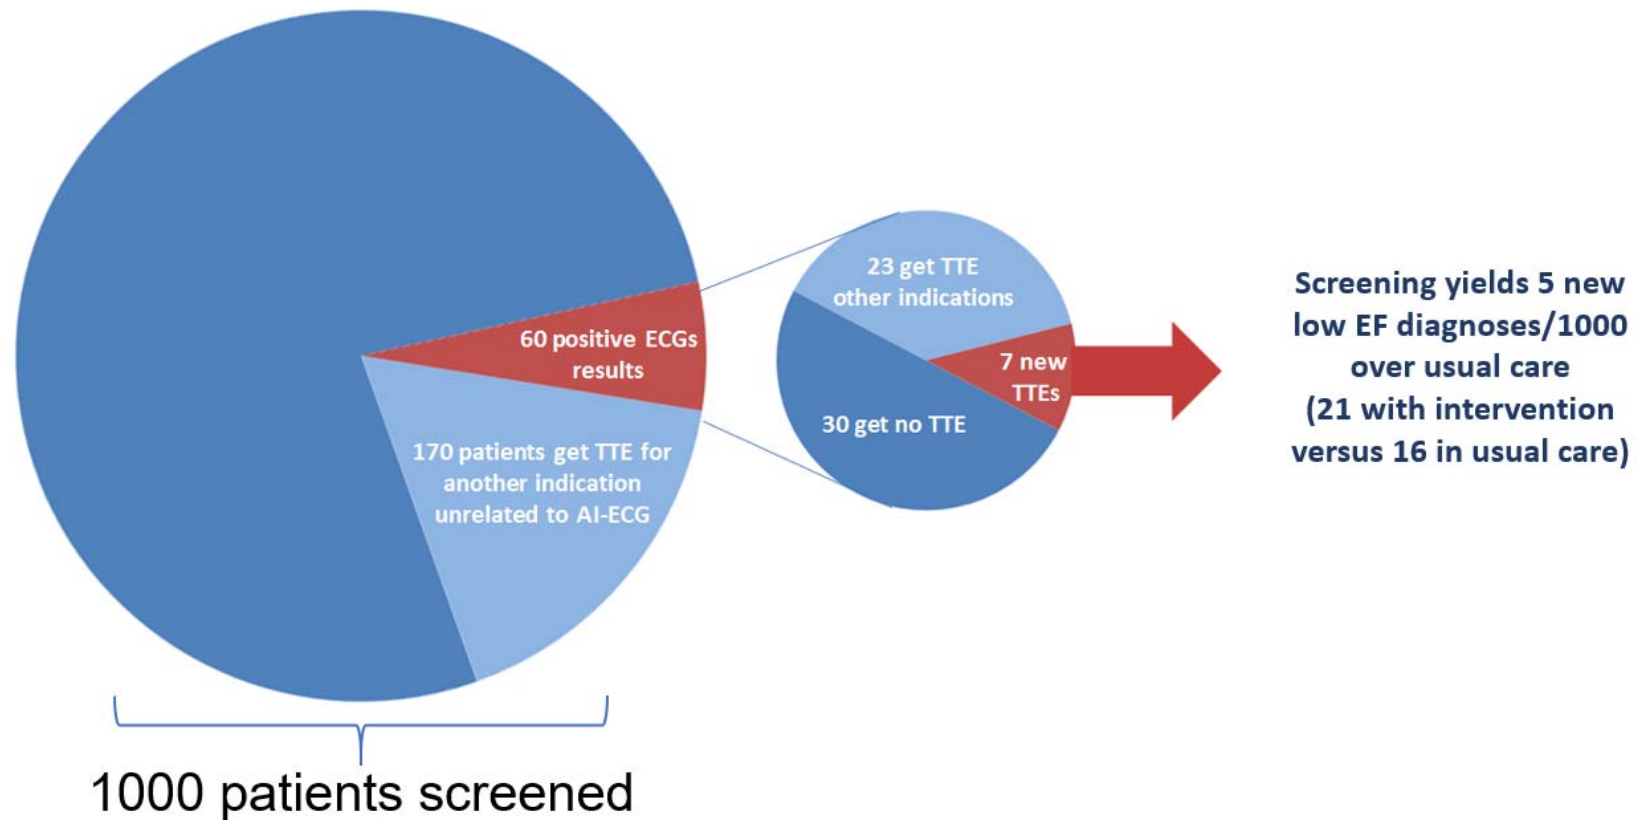 60 positive ECGs
results
170 patients get TTE for
another indication
unrelated to AI-ECG
1000 patients screened
23 get TTE
other indications
7 new
TTEs
30 get no TTE
Screening yields 5 new
low EF diagnoses/1000
over usual care
(21 with intervention
versus 16 in usual care)